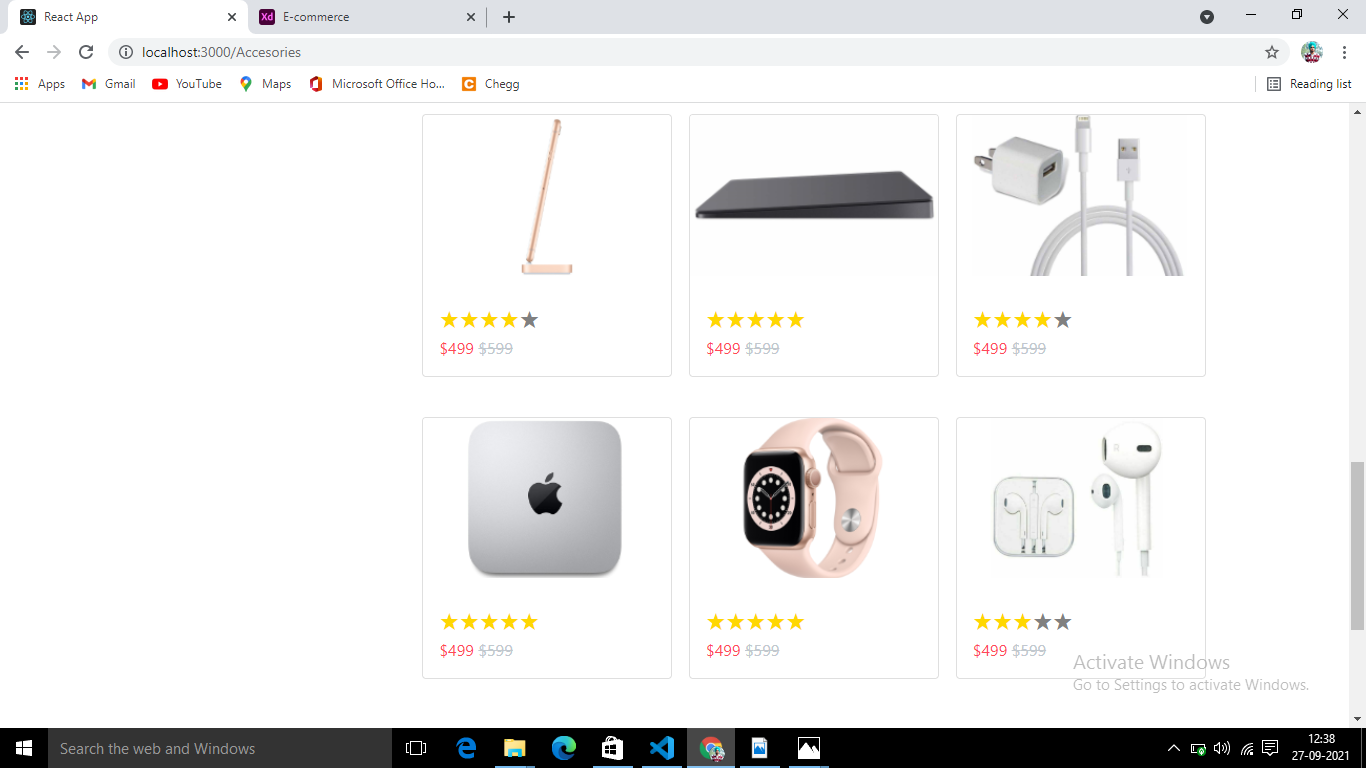 React App
E-commerce
localhost:3000/Accesories
Apps Gmail YouTube Maps Microsoft Office Ho... Chegg Reading list
★★★★★ ★★★★★ ★★★★★
$499 $599 $499 $599 $499 $599
★★★★★ ★★★★★ ★★★★★
$499 $599 $499 $599 $499 $599
Activate Windows
Go to Settings to activate Windows.
Search the web and Windows
12:38
27-09-2021